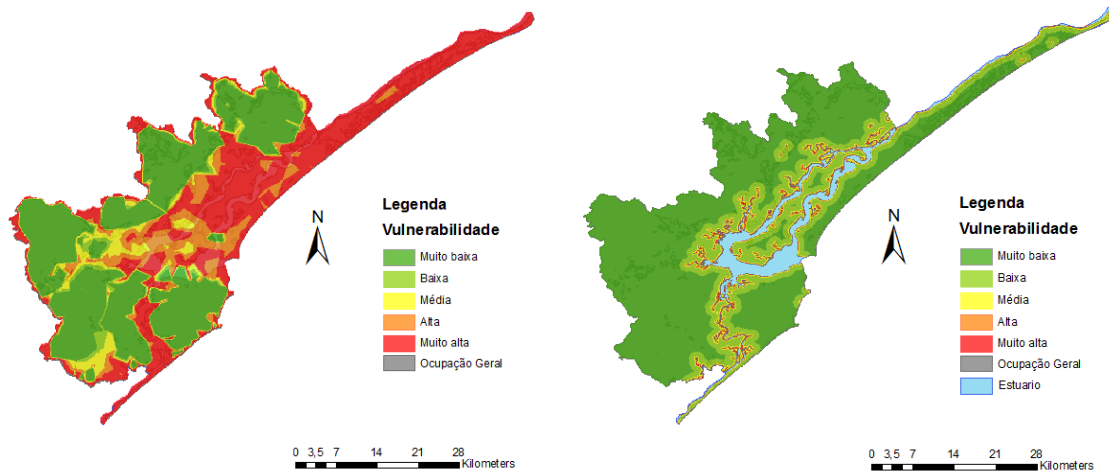 N
Legenda
Vulnerabilidade
Muito baixa
Baixa
Média
Alta
Muito alta
Ocupação Geral
0 3,5 7 14 21 28
Kilometers
N
Legenda
Vulnerabilidade
Muito baixa
Baixa
Média
Alta
Muito alta
Ocupação Geral
Estuario
0 3,5 7 14 21 28
Kilometers